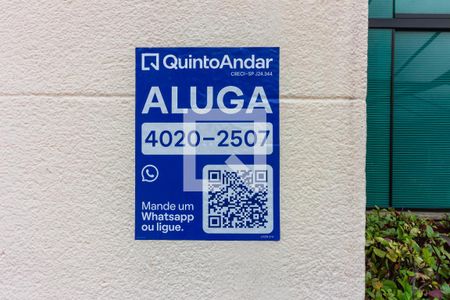 QuintoAndar
CRECI-SP J24.344
ALUGA
4020-2507
Mande um
Whatsapp
ou ligue.